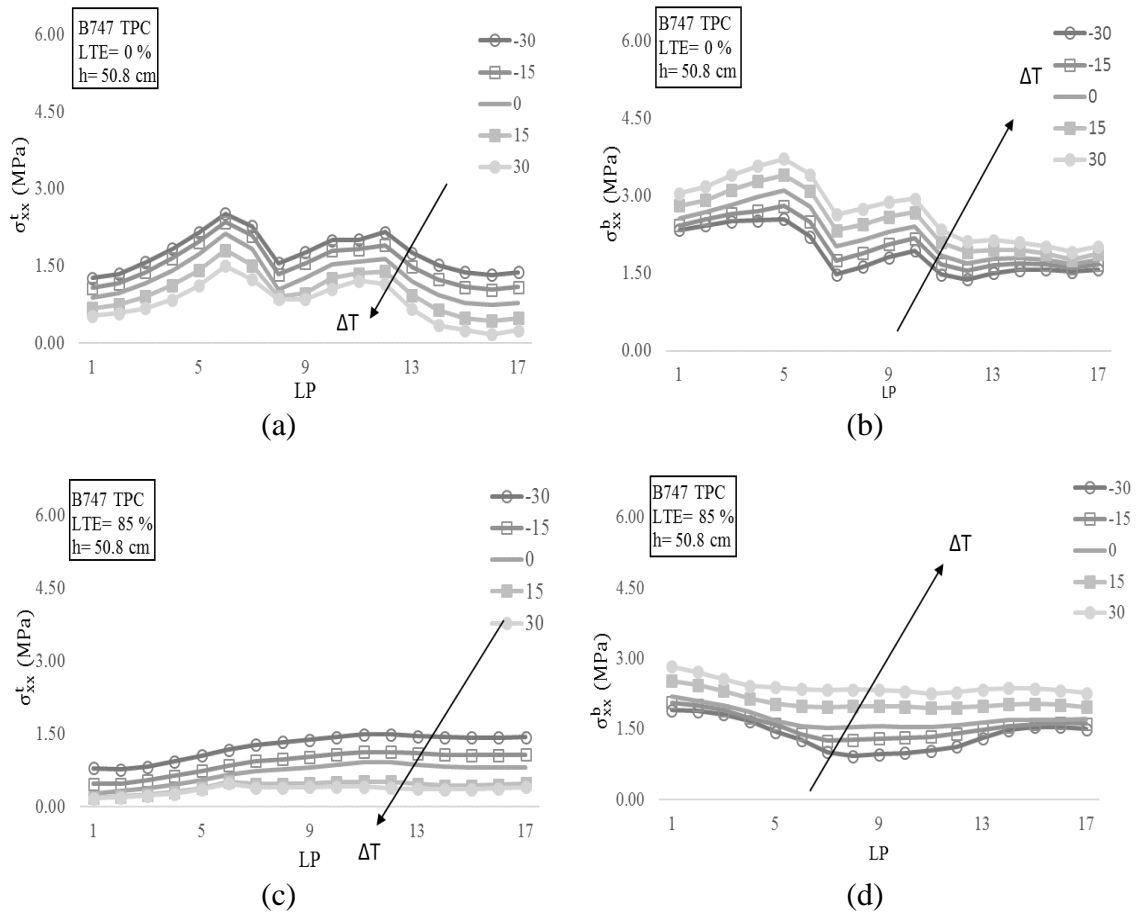 B747 TPC
LTE= 0 %
h= 50.8 cm
6.00
4.50
3.00
1.50
0.00
σᵗxx (MPa)
-30
-15
0
15
30
ΔT
1 5 9 13 17
LP
(a)
B747 TPC
LTE= 0 %
h= 50.8 cm
6.00
4.50
3.00
1.50
0.00
σᵇxx (MPa)
-30
-15
0
15
30
ΔT
1 5 9 13 17
LP
(b)
B747 TPC
LTE= 85 %
h= 50.8 cm
6.00
4.50
3.00
1.50
0.00
σᵗxx (MPa)
-30
-15
0
15
30
1 5 9 13 17
LP
ΔT
(c)
B747 TPC
LTE= 85 %
h= 50.8 cm
6.00
4.50
3.00
1.50
0.00
σᵇxx (MPa)
-30
-15
0
15
30
ΔT
1 5 9 13 17
LP
(d)